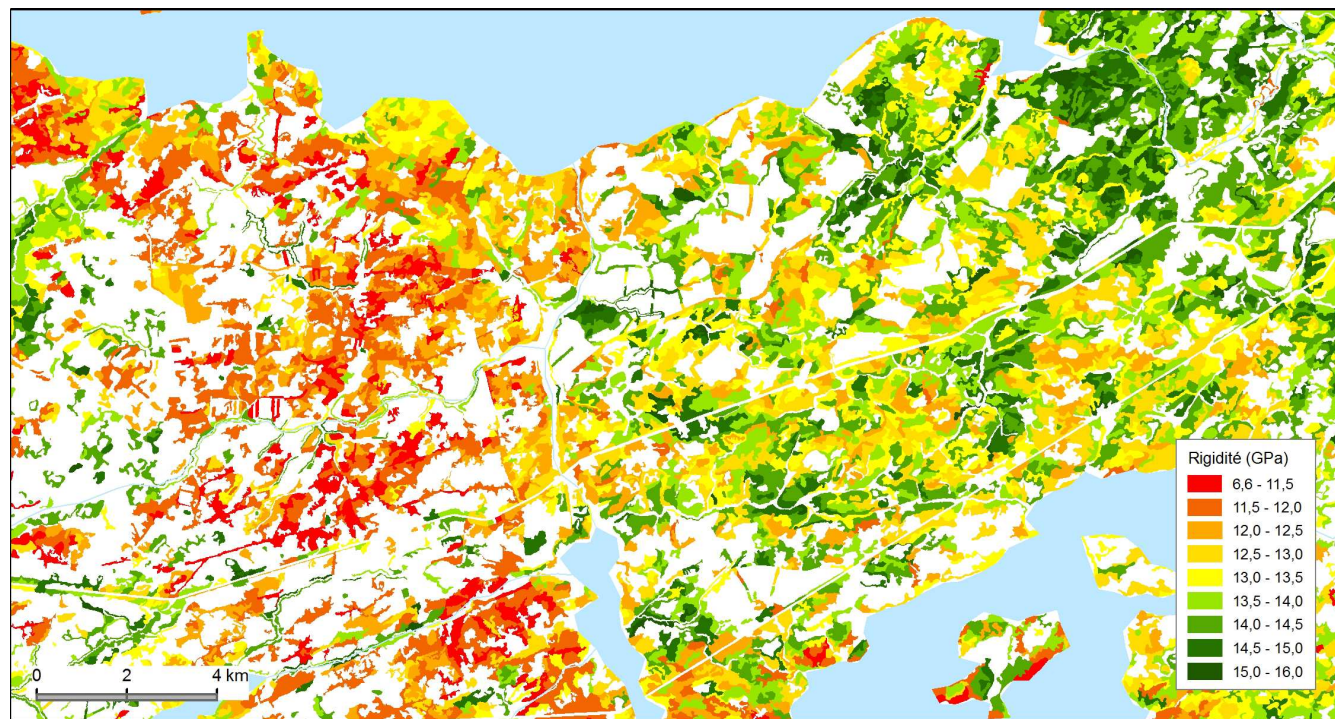 Rigidité (GPa)
6,6 - 11,5
11,5 - 12,0
12,0 - 12,5
12,5 - 13,0
13,0 - 13,5
13,5 - 14,0
14,0 - 14,5
14,5 - 15,0
15,0 - 16,0
0 2 4 km